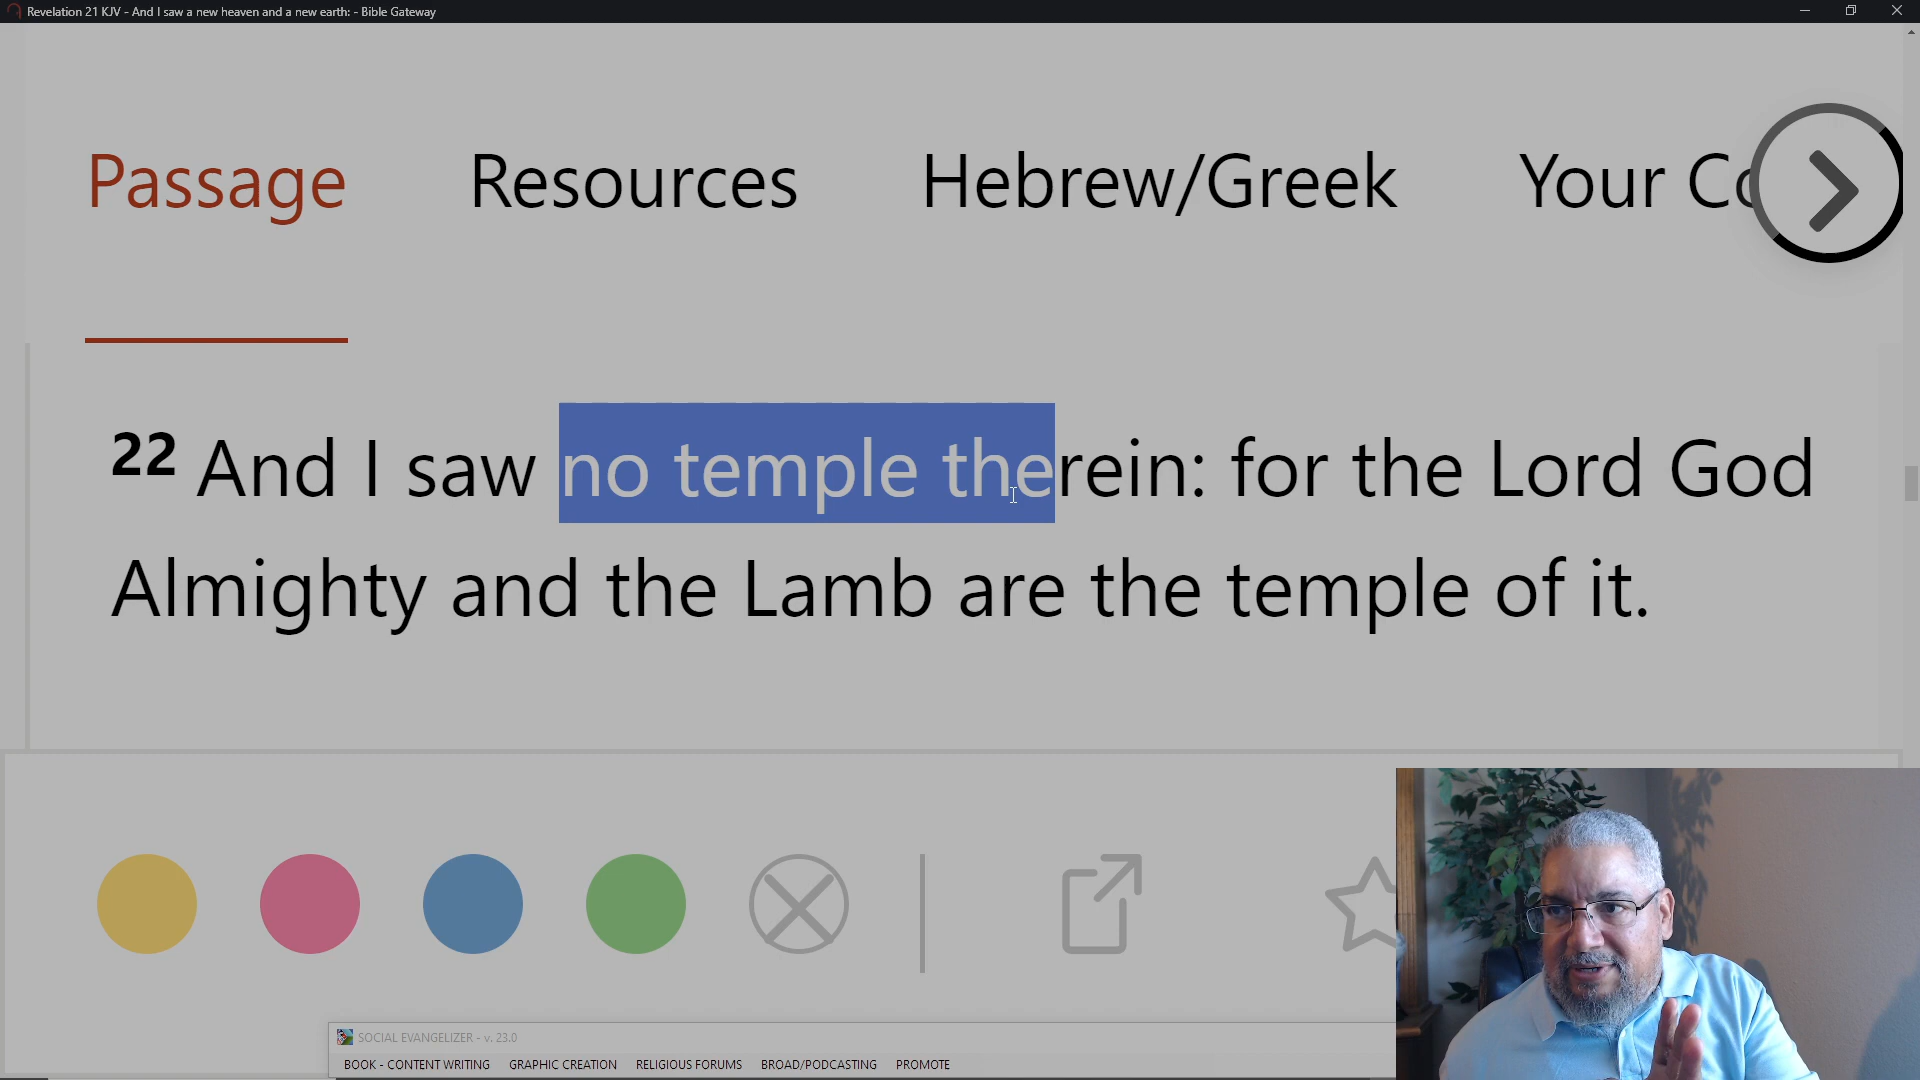 Revelation 21 KJV - And I saw a new heaven and a new earth: - Bible Gateway
Passage Resources Hebrew/Greek Your Co
22 And I saw no temple therein: for the Lord God
Almighty and the Lamb are the temple of it.
SOCIAL EVANGELIZER - v. 23.0
BOOK - CONTENT WRITING GRAPHIC CREATION RELIGIOUS FORUMS BROAD/PODCASTING PROMOTE